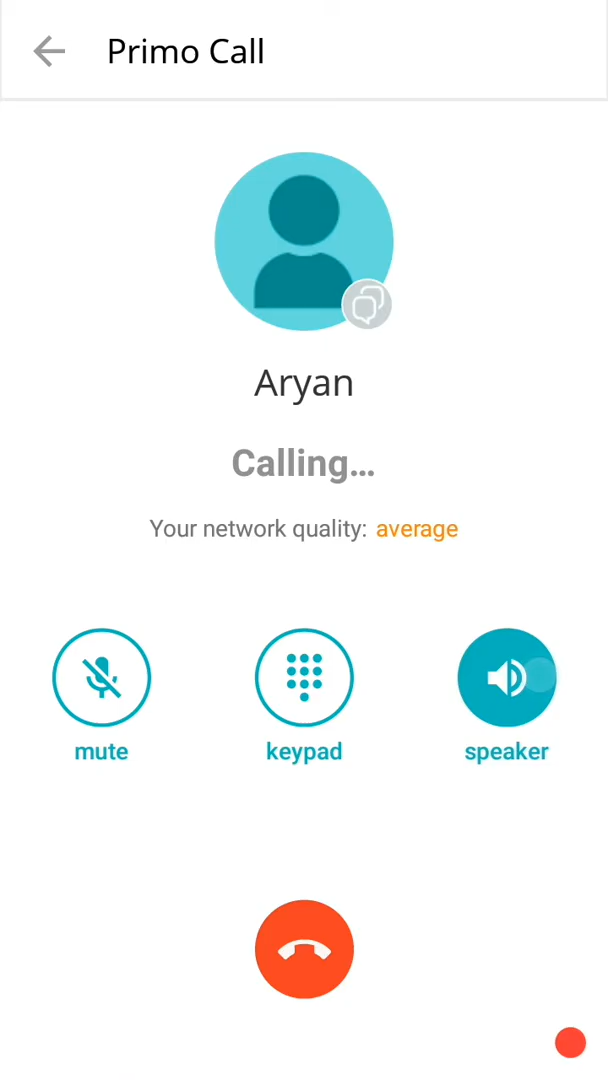 Primo Call
Aryan
Calling...
Your network quality: average
mute keypad speaker